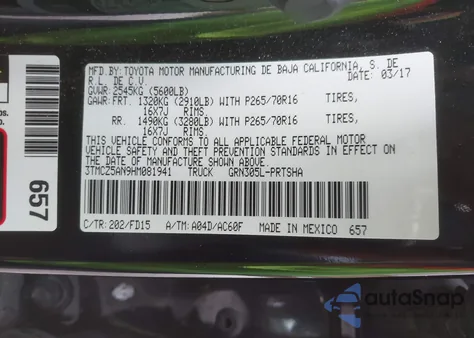 MFD.BY:TOYOTA MOTOR MANUFACTURING DE BAJA CALIFORNIA, S. DE
R.L. DE C.V. DATE: 03/17
GVWR: 2545KG (5600LB)
GAWR: FRT. 1320KG (2910LB) WITH P265/70R16 TIRES,
16X7J RIMS.
RR. 1490KG (3280LB) WITH P265/70R16 TIRES,
16X7J RIMS.
THIS VEHICLE CONFORMS TO ALL APPLICABLE FEDERAL MOTOR
VEHICLE SAFETY AND THEFT PREVENTION STANDARDS IN EFFECT ON THE
DATE OF MANUFACTURE SHOWN ABOVE.
3TMCZ5AN9HM081941 TRUCK GRN305L-PRTSHA
C/TR: 202/FD15 A/TM: A04D/AC60F MADE IN MEXICO 657
657
autoSnap